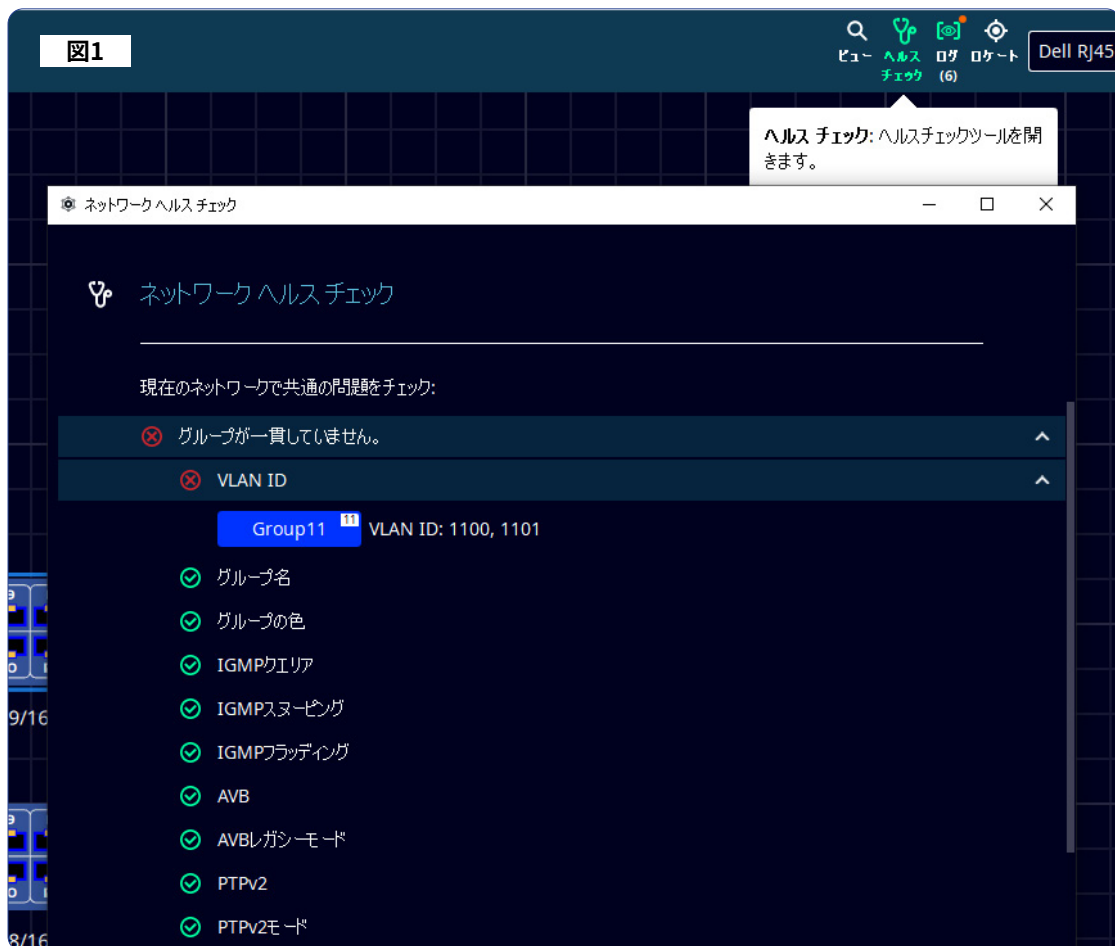 図1
ビュー ヘルス ログ ロケート
チェック (6)
Dell RJ45
ヘルス チェック: ヘルスチェックツールを開
きます。
ネットワーク ヘルス チェック
ネットワーク ヘルス チェック
現在のネットワークで共通の問題をチェック:
グループが一貫していません。
VLAN ID
Group11 11 VLAN ID: 1100, 1101
グループ名
グループの色
IGMPクエリア
IGMPスヌーピング
IGMPフラッディング
9/16
AVB
AVBレガシーモード
PTPv2
PTPv2モード
8/16